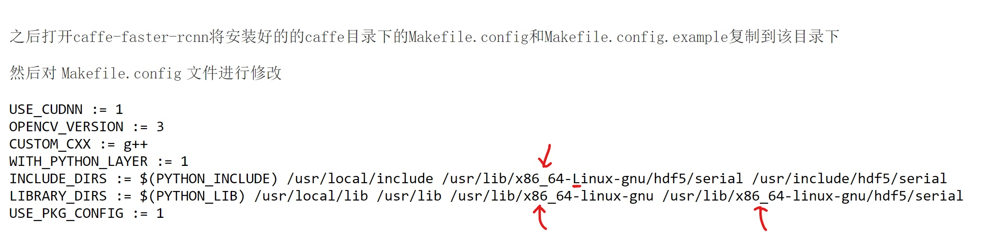 之后打开caffe-faster-rcnn将安装好的的caffe目录下的Makefile.config和Makefile.config.example复制到该目录下
然后对 Makefile.config 文件进行修改
USE_CUDNN := 1
OPENCV_VERSION := 3
CUSTOM_CXX := g++
WITH_PYTHON_LAYER := 1
INCLUDE_DIRS := $(PYTHON_INCLUDE) /usr/local/include /usr/lib/x86_64-Linux-gnu/hdf5/serial /usr/include/hdf5/serial
LIBRARY_DIRS := $(PYTHON_LIB) /usr/local/lib /usr/lib /usr/lib/x86_64-linux-gnu /usr/lib/x86_64-linux-gnu/hdf5/serial
USE_PKG_CONFIG := 1